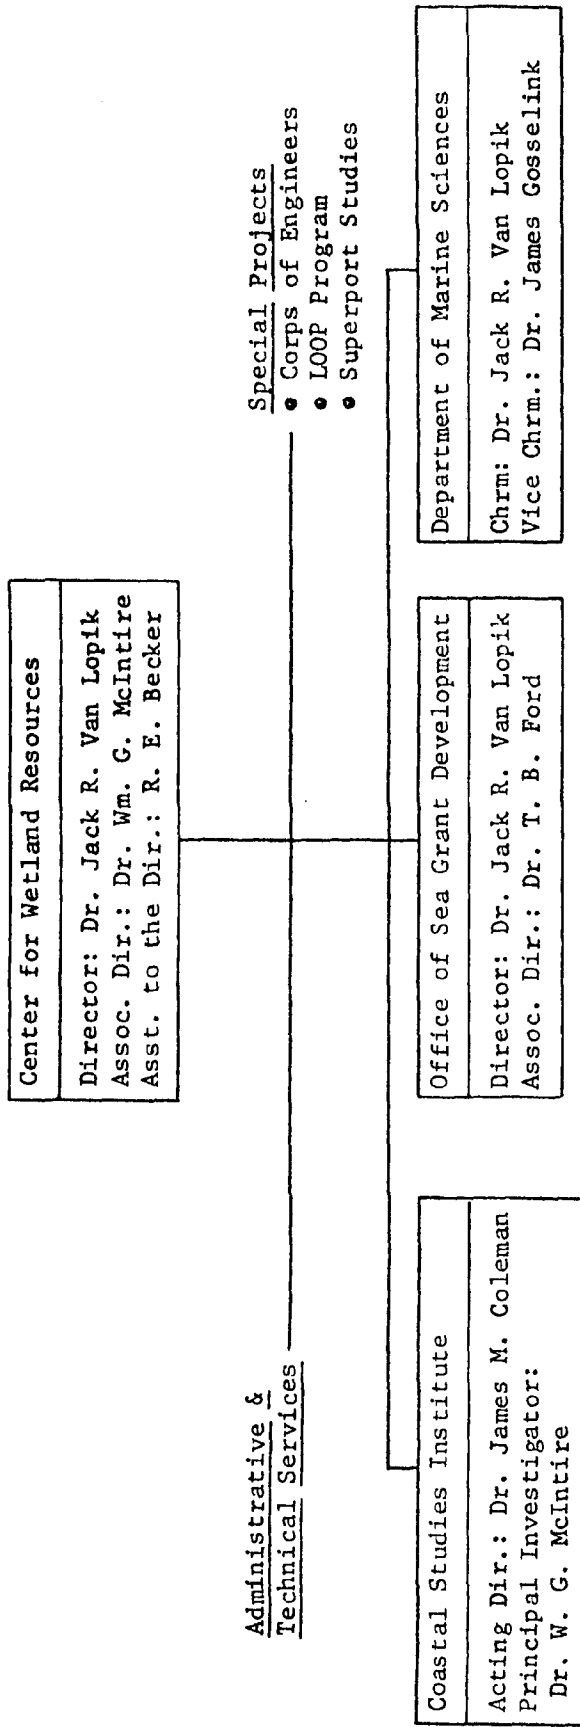 Center for Wetland Resources
Director: Dr. Jack R. Van Lopik
Assoc. Dir.: Dr. Wm. G. McIntire
Asst. to the Dir.: R. E. Becker
Administrative &
Technical Services
Special Projects
• Corps of Engineers
• LOOP Program
• Superport Studies
Coastal Studies Institute
Acting Dir.: Dr. James M. Coleman
Principal Investigator:
Dr. W. G. McIntire
Office of Sea Grant Development
Director: Dr. Jack R. Van Lopik
Assoc. Dir.: Dr. T. B. Ford
Department of Marine Sciences
Chrm: Dr. Jack R. Van Lopik
Vice Chrm.: Dr. James Gosselink